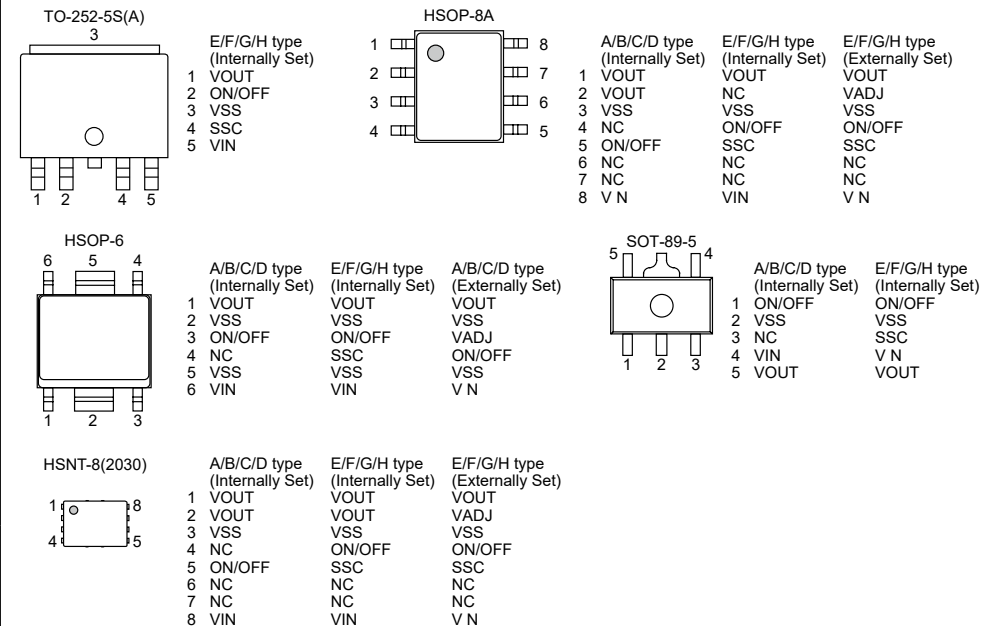 TO-252-5S(A)
3
1 2 4 5
E/F/G/H type
(Internally Set)
1 VOUT
2 ON/OFF
3 VSS
4 SSC
5 VIN
HSOP-8A
1 8
2 7
3 6
4 5
A/B/C/D type E/F/G/H type E/F/G/H type
(Internally Set) (Internally Set) (Externally Set)
1 VOUT VOUT VOUT
2 VOUT NC VADJ
3 VSS VSS VSS
4 NC ON/OFF ON/OFF
5 ON/OFF SSC SSC
6 NC NC NC
7 NC NC NC
8 V N VIN V N
HSOP-6
6 5 4
1 2 3
A/B/C/D type E/F/G/H type A/B/C/D type
(Internally Set) (Internally Set) (Externally Set)
1 VOUT VOUT VOUT
2 VSS VSS VSS
3 ON/OFF ON/OFF VADJ
4 NC SSC ON/OFF
5 VSS VSS VSS
6 VIN VIN V N
SOT-89-5
5 4
1 2 3
A/B/C/D type E/F/G/H type
(Internally Set) (Internally Set)
1 ON/OFF ON/OFF
2 VSS VSS
3 NC SSC
4 VIN V N
5 VOUT VOUT
HSNT-8(2030)
1 8
4 5
A/B/C/D type E/F/G/H type E/F/G/H type
(Internally Set) (Internally Set) (Externally Set)
1 VOUT VOUT VOUT
2 VOUT VOUT VADJ
3 VSS VSS VSS
4 NC ON/OFF ON/OFF
5 ON/OFF SSC SSC
6 NC NC NC
7 NC NC NC
8 VIN VIN V N